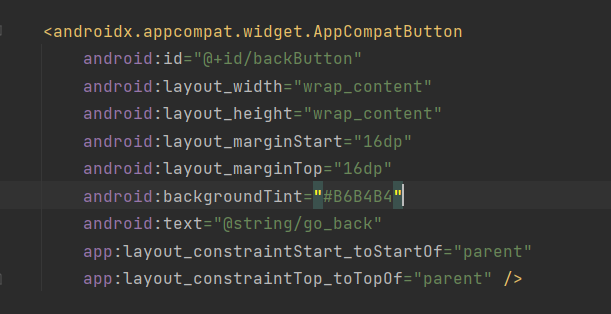 <androidx.appcompat.widget.AppCompatButton
android:id="@+id/backButton"
android:layout_width="wrap_content"
android:layout_height="wrap_content"
android:layout_marginStart="16dp"
android:layout_marginTop="16dp"
android:backgroundTint="#B6B4B4"
android:text="@string/go_back"
app:layout_constraintStart_toStartOf="parent"
app:layout_constraintTop_toTopOf="parent" />